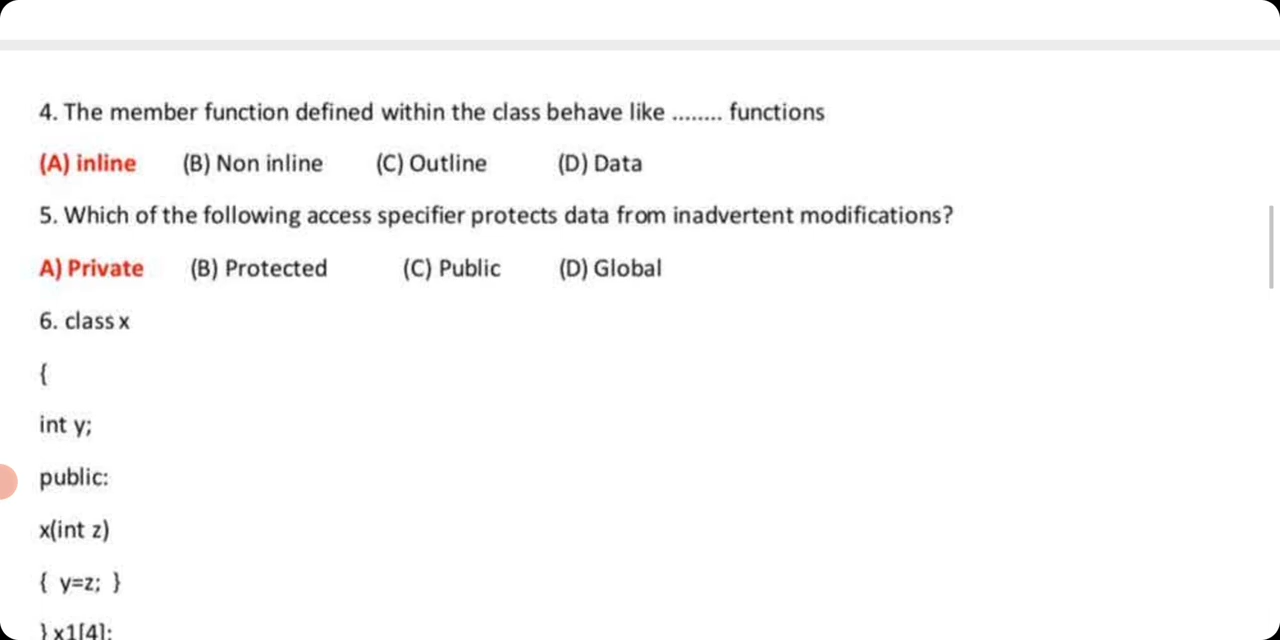 4. The member function defined within the class behave like ........ functions
(A) inline (B) Non inline (C) Outline (D) Data
5. Which of the following access specifier protects data from inadvertent modifications?
A) Private (B) Protected (C) Public (D) Global
6. class x
{
int y;
public:
x(int z)
{ y=z; }
} x1[4];